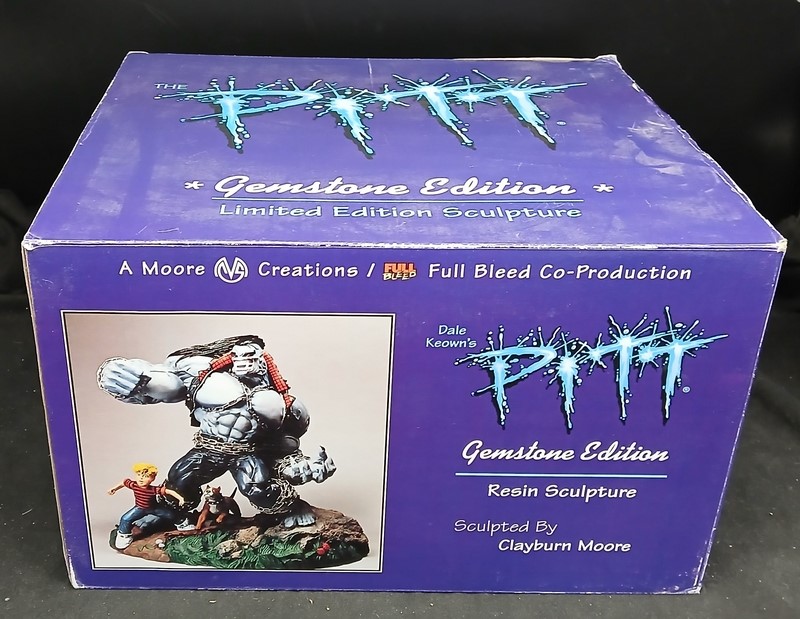 THE PITT
* Gemstone Edition *
Limited Edition Sculpture
A Moore Creations / FULL BLEED Full Bleed Co-Production
Dale
Keown's
PITT ®
Gemstone Edition
Resin Sculpture
Sculpted By
Clayburn Moore